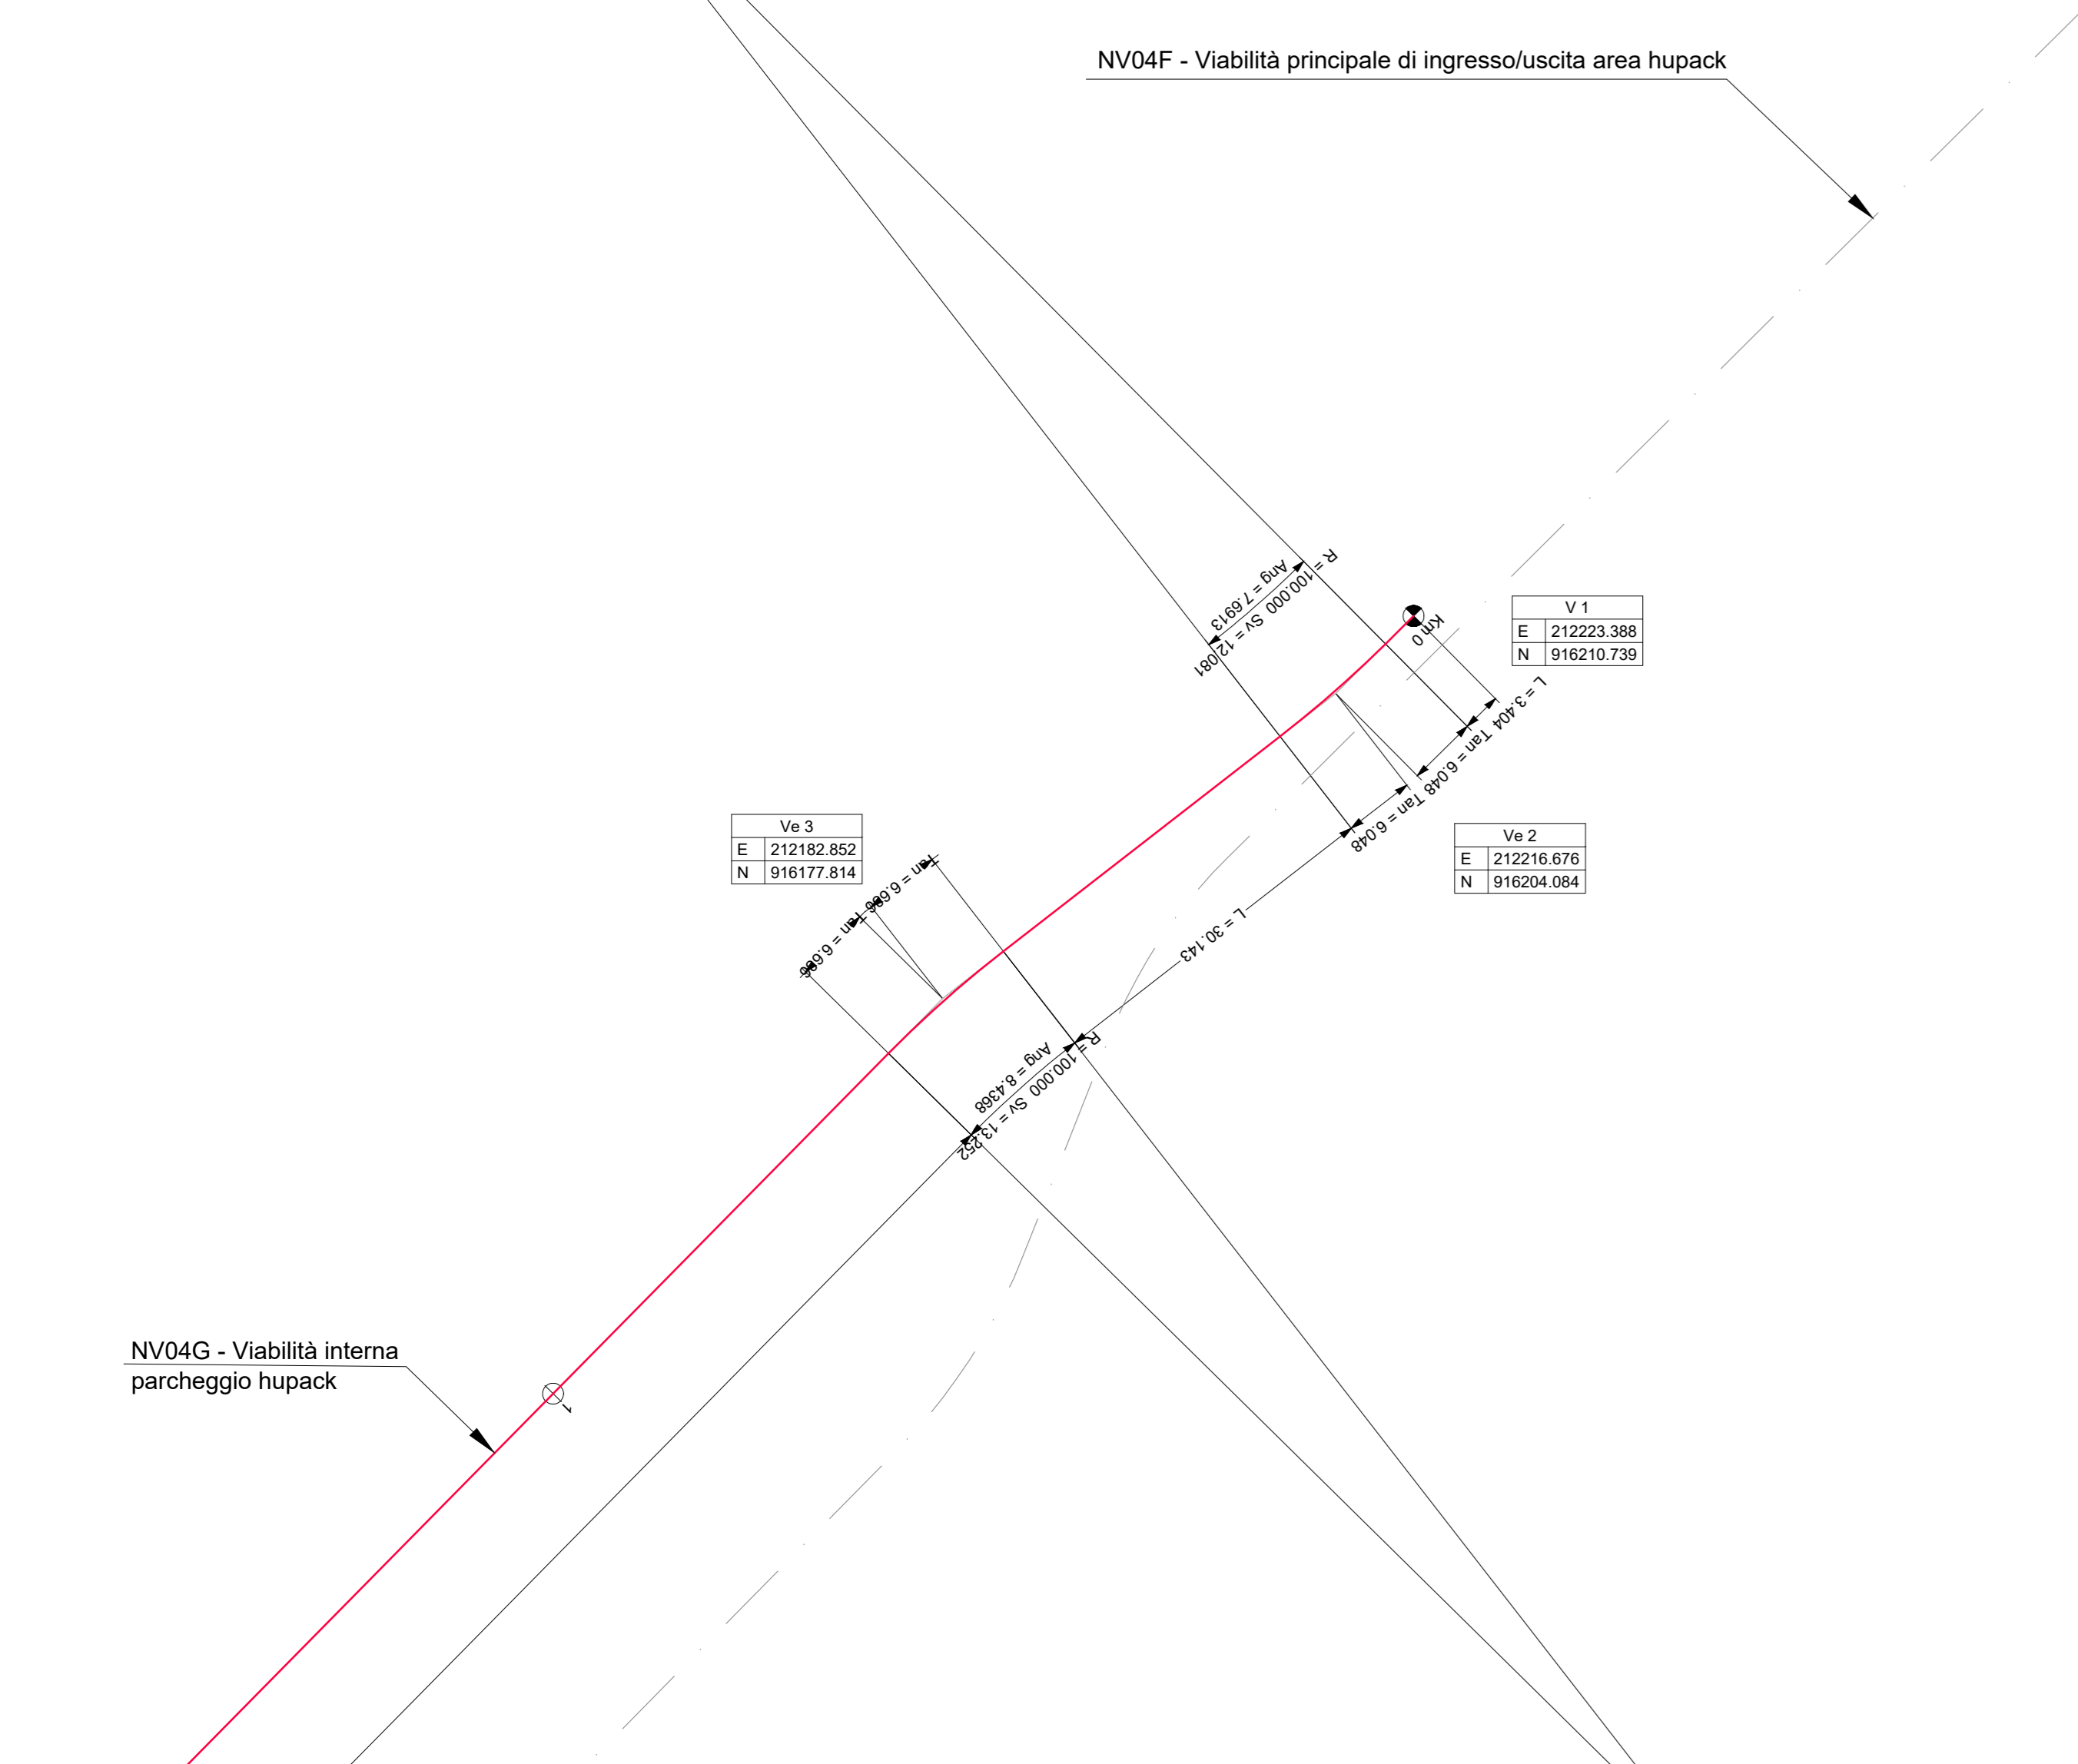 NV04F - Viabilità principale di ingresso/uscita area hupack
R = 100.000 Sv = 12.081
Ang = 7.6913
Km 0
V 1
E 212223.388
N 916210.739
L = 3.404
Tan = 6.048
Tan = 6.048
Ve 2
E 212216.676
N 916204.084
Ve 3
E 212182.852
N 916177.814
Tan = 6.636
Tan = 6.636
L = 30.143
R = 100.000 Sv = 13.252
Ang = 8.4368
NV04G - Viabilità interna
parcheggio hupack
1